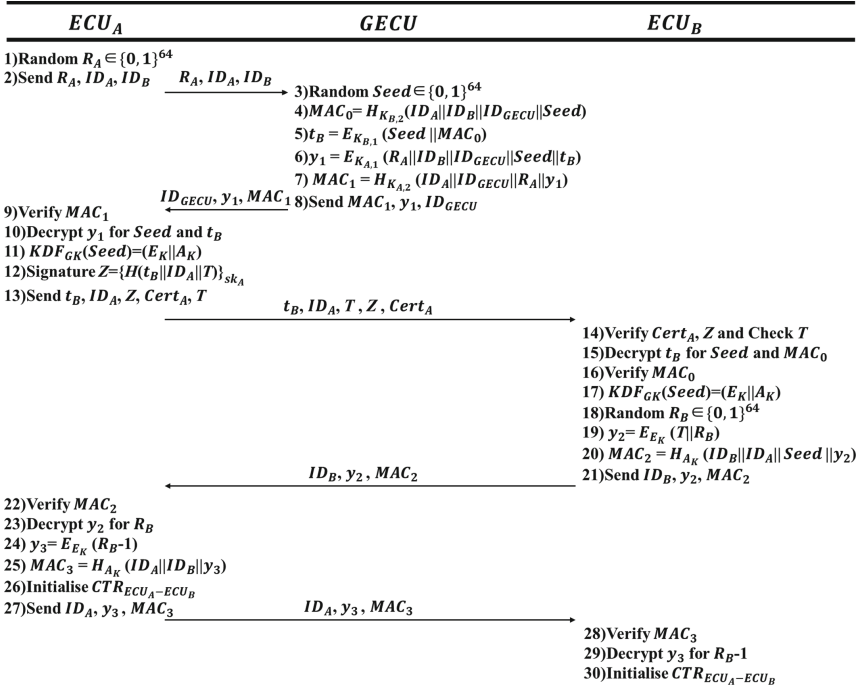 ECU_A GECU ECU_B
1)Random R_A∈{0,1}^64
2)Send R_A, ID_A, ID_B
R_A, ID_A, ID_B
3)Random Seed∈{0,1}^64
4)MAC_0= H_{K_{B,2}}(ID_A||ID_B||ID_GECU||Seed)
5)t_B = E_{K_{B,1}} (Seed ||MAC_0)
6)y_1 = E_{K_{A,1}} (R_A||ID_B||ID_GECU||Seed||t_B)
7) MAC_1 = H_{K_{A,2}} (ID_A||ID_GECU||R_A||y_1)
ID_GECU, y_1, MAC_1
8)Send MAC_1, y_1, ID_GECU
9)Verify MAC_1
10)Decrypt y_1 for Seed and t_B
11) KDF_GK(Seed)=(E_K||A_K)
12)Signature Z={H(t_B||ID_A||T)}_{sk_A}
13)Send t_B, ID_A, Z, Cert_A, T
t_B, ID_A, T , Z, Cert_A
14)Verify Cert_A, Z and Check T
15)Decrypt t_B for Seed and MAC_0
16)Verify MAC_0
17) KDF_GK(Seed)=(E_K||A_K)
18)Random R_B∈{0,1}^64
19) y_2= E_{E_K} (T||R_B)
20) MAC_2 = H_{A_K} (ID_B||ID_A|| Seed ||y_2)
ID_B, y_2 , MAC_2
21)Send ID_B, y_2, MAC_2
22)Verify MAC_2
23)Decrypt y_2 for R_B
24) y_3= E_{E_K} (R_B-1)
25) MAC_3 = H_{A_K} (ID_A||ID_B||y_3)
26)Initialise CTR_{ECU_A−ECU_B}
27)Send ID_A, y_3 , MAC_3
ID_A, y_3 , MAC_3
28)Verify MAC_3
29)Decrypt y_3 for R_B-1
30)Initialise CTR_{ECU_A−ECU_B}